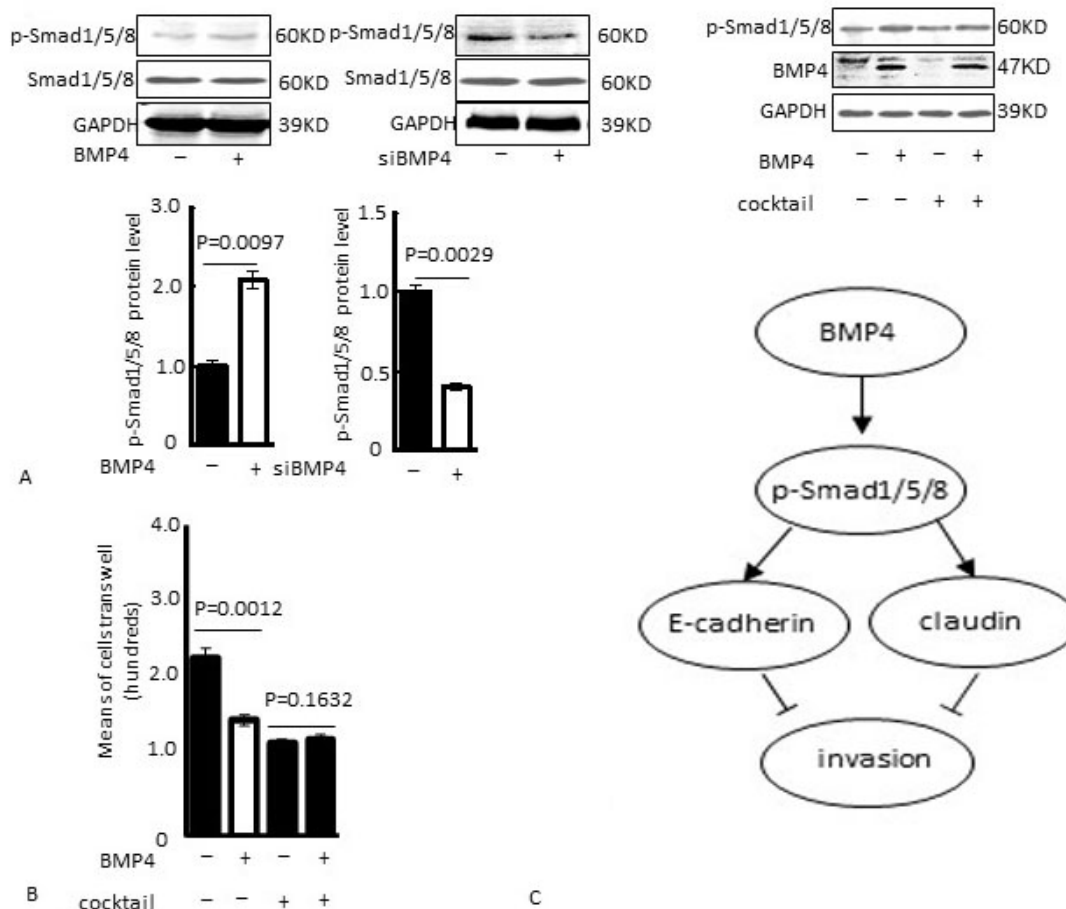 p-Smad1/5/8 60KD
Smad1/5/8 60KD
GAPDH 39KD
BMP4 − +
p-Smad1/5/8 60KD
Smad1/5/8 60KD
GAPDH 39KD
siBMP4 − +
p-Smad1/5/8 60KD
BMP4 47KD
GAPDH 39KD
BMP4 − + − +
cocktail − − + +
p-Smad1/5/8 protein level
3.0
2.0
1.0
0
P=0.0097
BMP4 − +
p-Smad1/5/8 protein level
1.5
1.0
0.5
0
P=0.0029
siBMP4 − +
A
Means of cells transwell
(hundreds)
4.0
3.0
2.0
1.0
0
P=0.0012
P=0.1632
BMP4 − + − +
cocktail − − + +
B
BMP4
p-Smad1/5/8
E-cadherin
claudin
invasion
C